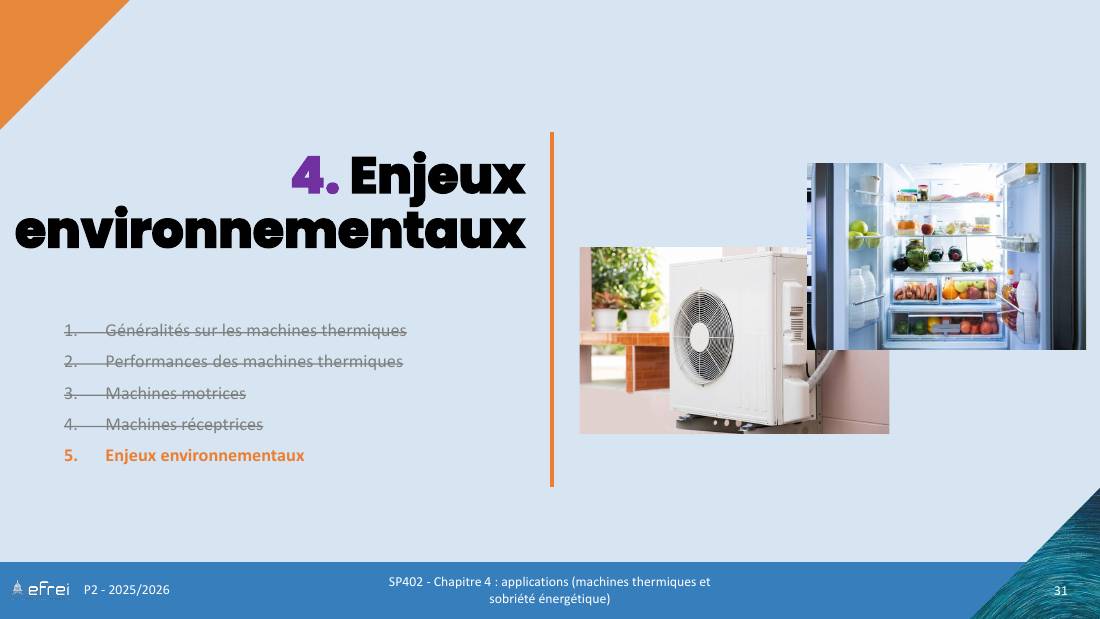 4. Enjeux
environnementaux
1. Généralités sur les machines thermiques
2. Performances des machines thermiques
3. Machines motrices
4. Machines réceptrices
5. Enjeux environnementaux
efrei
P2 - 2025/2026
SP402 - Chapitre 4 : applications (machines thermiques et
sobriété énergétique)
31